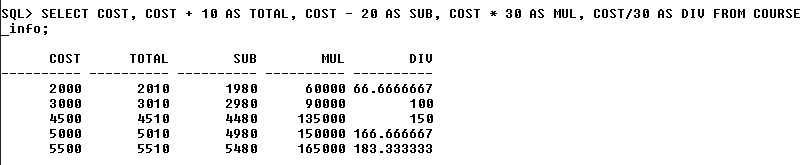 SQL> SELECT COST, COST + 10 AS TOTAL, COST - 20 AS SUB, COST * 30 AS MUL, COST/30 AS DIV FROM COURSE
_info;
COST TOTAL SUB MUL DIV
---------- ---------- ---------- ---------- ----------
2000 2010 1980 60000 66.6666667
3000 3010 2980 90000 100
4500 4510 4480 135000 150
5000 5010 4980 150000 166.666667
5500 5510 5480 165000 183.333333